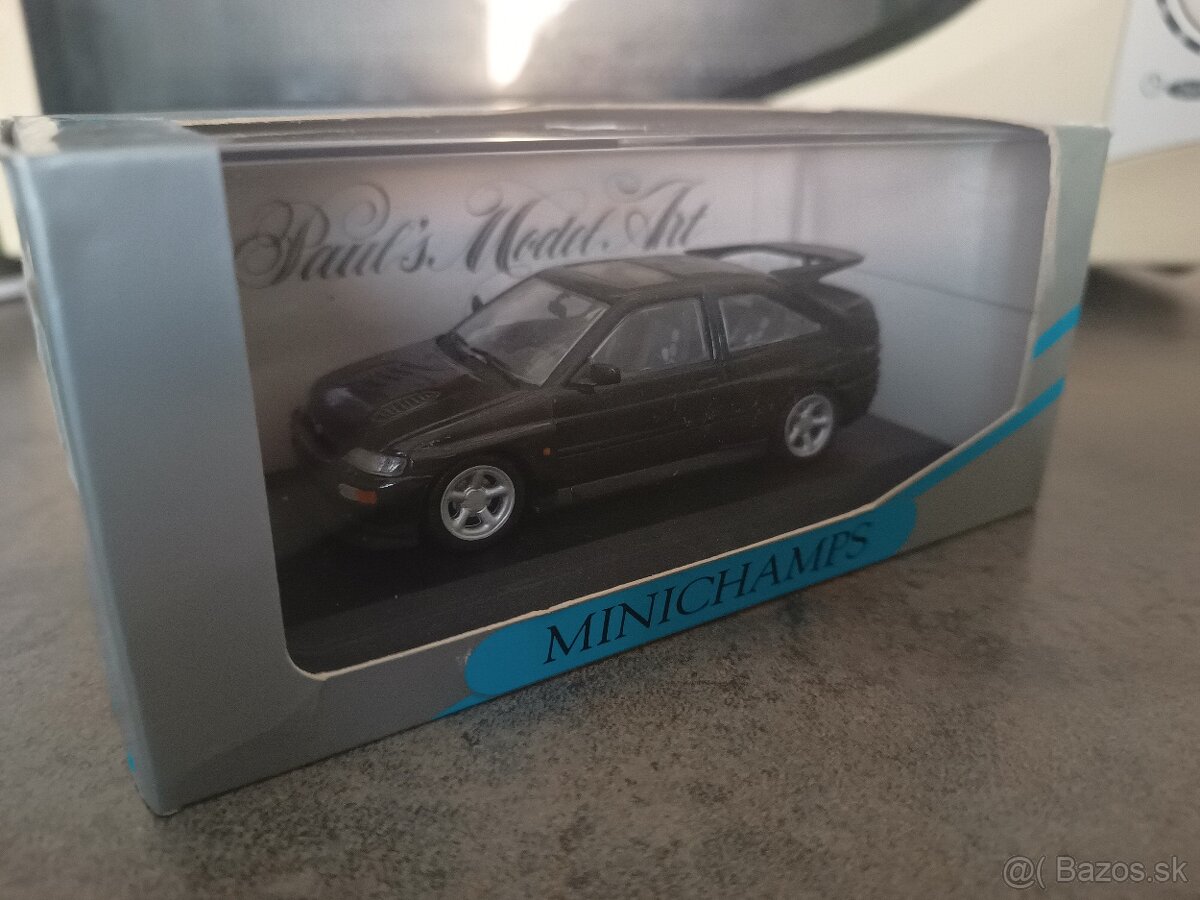 Paul's Model Art
MINICHAMPS
@( Bazos.sk